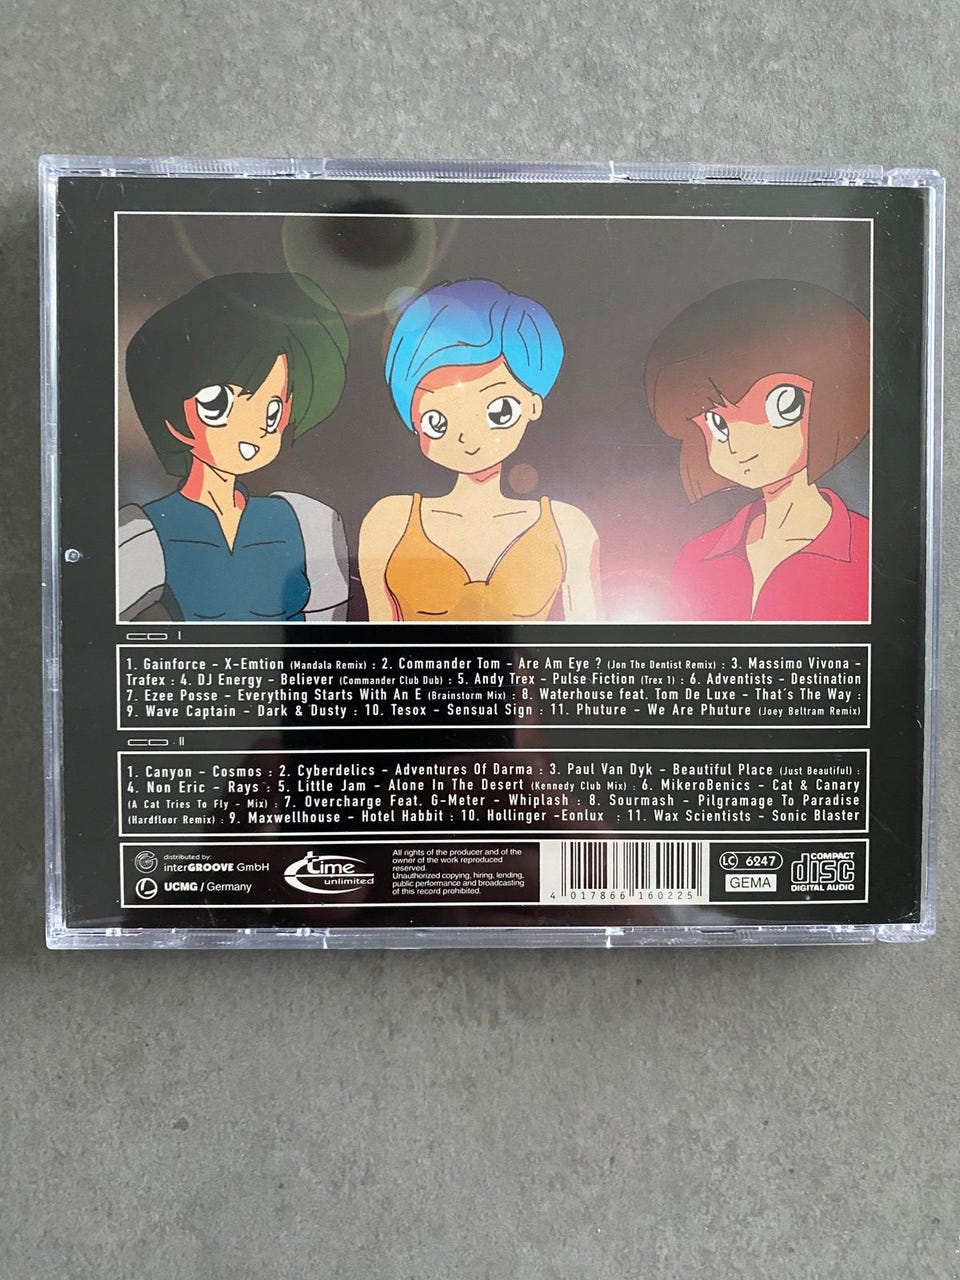 CD I
1. Gainforce - X-Emtion (Mandala Remix) : 2. Commander Tom - Are Am Eye ? (Jon The Dentist Remix) : 3. Massimo Vivona -
Trafex : 4. DJ Energy - Believer (Commander Club Dub) : 5. Andy Trex - Pulse Fiction (Trex 1) : 6. Adventists - Destination
7. Ezee Posse - Everything Starts With An E (Brainstorm Mix) : 8. Waterhouse feat. Tom De Luxe - That´s The Way :
9. Wave Captain - Dark & Dusty : 10. Tesox - Sensual Sign : 11. Phuture - We Are Phuture (Joey Beltram Remix)
CD II
1. Canyon - Cosmos : 2. Cyberdelics - Adventures Of Darma : 3. Paul Van Dyk - Beautiful Place (Just Beautiful) :
4. Non Eric - Rays : 5. Little Jam - Alone In The Desert (Kennedy Club Mix) : 6. MikeroBenics - Cat & Canary
(A Cat Tries To Fly - Mix) : 7. Overcharge Feat. G-Meter - Whiplash : 8. Sourmash - Pilgramage To Paradise
(Hardfloor Remix) : 9. Maxwellhouse - Hotel Habbit : 10. Hollinger -Eonlux : 11. Wax Scientists - Sonic Blaster
distributed by:
interGROOVE GmbH
UCMG / Germany
time
unlimited
All rights of the producer and of the
owner of the work reproduced
reserved.
Unauthorized copying, hiring, lending,
public performance and broadcasting
of this record prohibited.
4 017866 160225
LC 6247
GEMA
COMPACT
disc
DIGITAL AUDIO